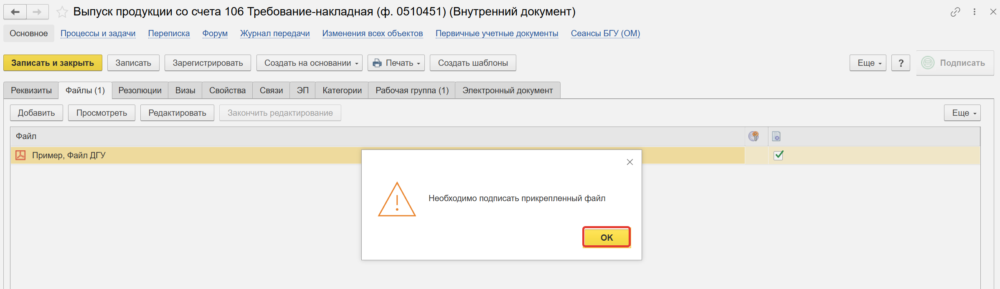 Выпуск продукции со счета 106 Требование-накладная (ф. 0510451) (Внутренний документ)
Основное Процессы и задачи Переписка Форум Журнал передачи Изменения всех объектов Первичные учетные документы Сеансы БГУ (ОМ)
Записать и закрыть Записать Зарегистрировать Создать на основании Печать Создать шаблоны Еще ? Подписать
Реквизиты Файлы (1) Резолюции Визы Свойства Связи ЭП Категории Рабочая группа (1) Электронный документ
Добавить Просмотреть Редактировать Закончить редактирование Еще
Файл
Пример, Файл ДГУ
Необходимо подписать прикрепленный файл
ОК